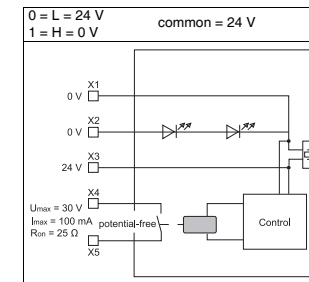 0 = L = 24 V
1 = H = 0 V
common = 24 V
X1
0 V
X2
0 V
X3
24 V
X4
Umax = 30 V
Imax = 100 mA
potential-free
Ron = 25 Ω
X5
Control